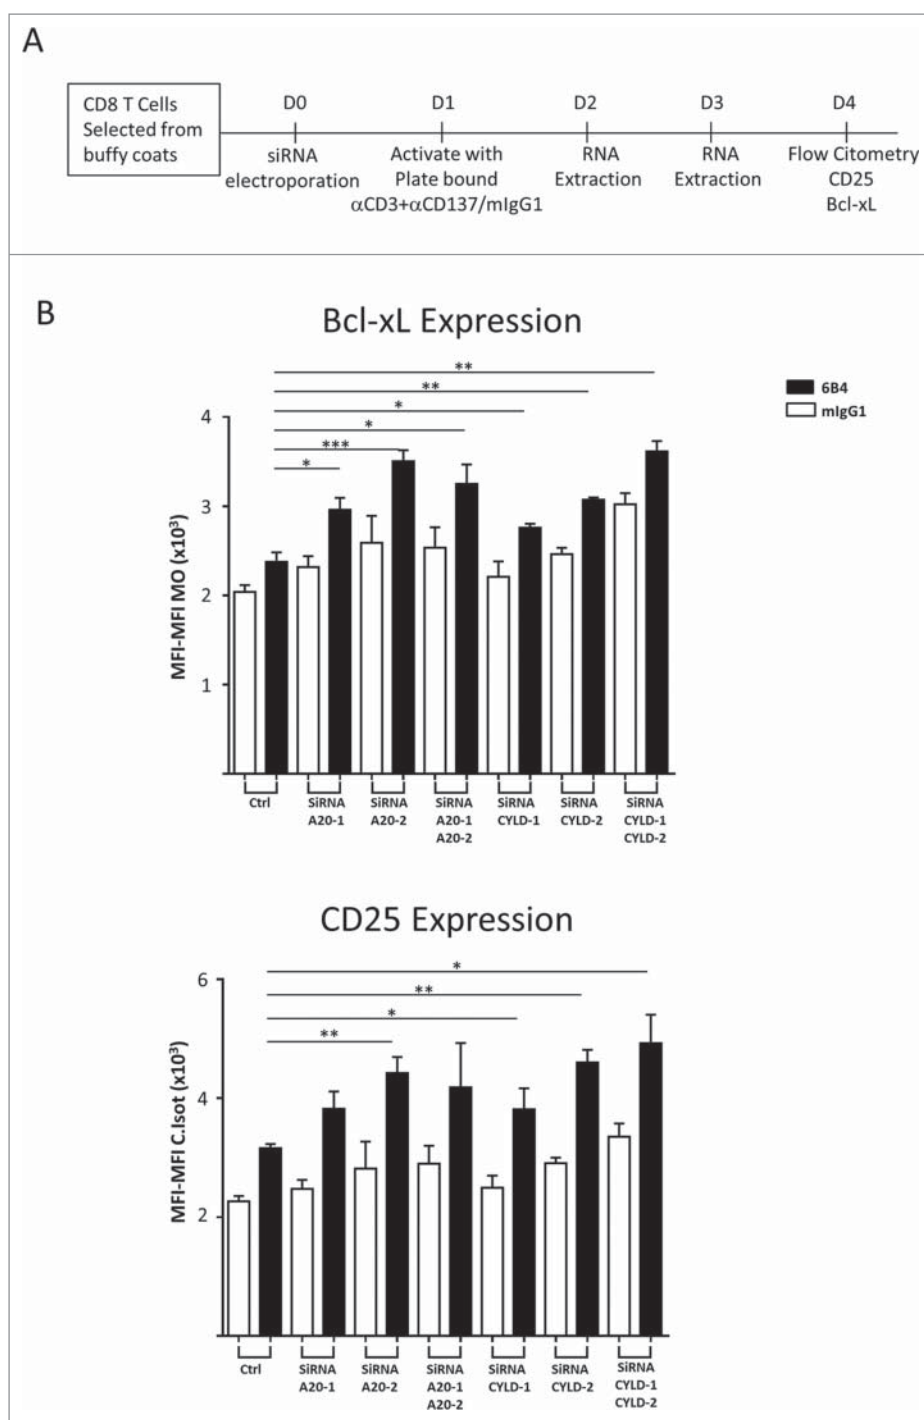 A
CD8 T Cells
Selected from
buffy coats
D0
D1
D2
D3
D4
siRNA
electroporation
Activate with
Plate bound
αCD3+αCD137/mIgG1
RNA
Extraction
RNA
Extraction
Flow Citometry
CD25
Bcl-xL
B
Bcl-xL Expression
**
**
*
*
***
*
6B4
mIgG1
MFI-MFI MO (x10³)
4
3
2
1
Ctrl
SiRNA
A20-1
SiRNA
A20-2
SiRNA
A20-1
A20-2
SiRNA
CYLD-1
SiRNA
CYLD-2
SiRNA
CYLD-1
CYLD-2
CD25 Expression
*
**
*
**
MFI-MFI C.Isot (x10³)
6
4
2
Ctrl
SiRNA
A20-1
SiRNA
A20-2
SiRNA
A20-1
A20-2
SiRNA
CYLD-1
SiRNA
CYLD-2
SiRNA
CYLD-1
CYLD-2